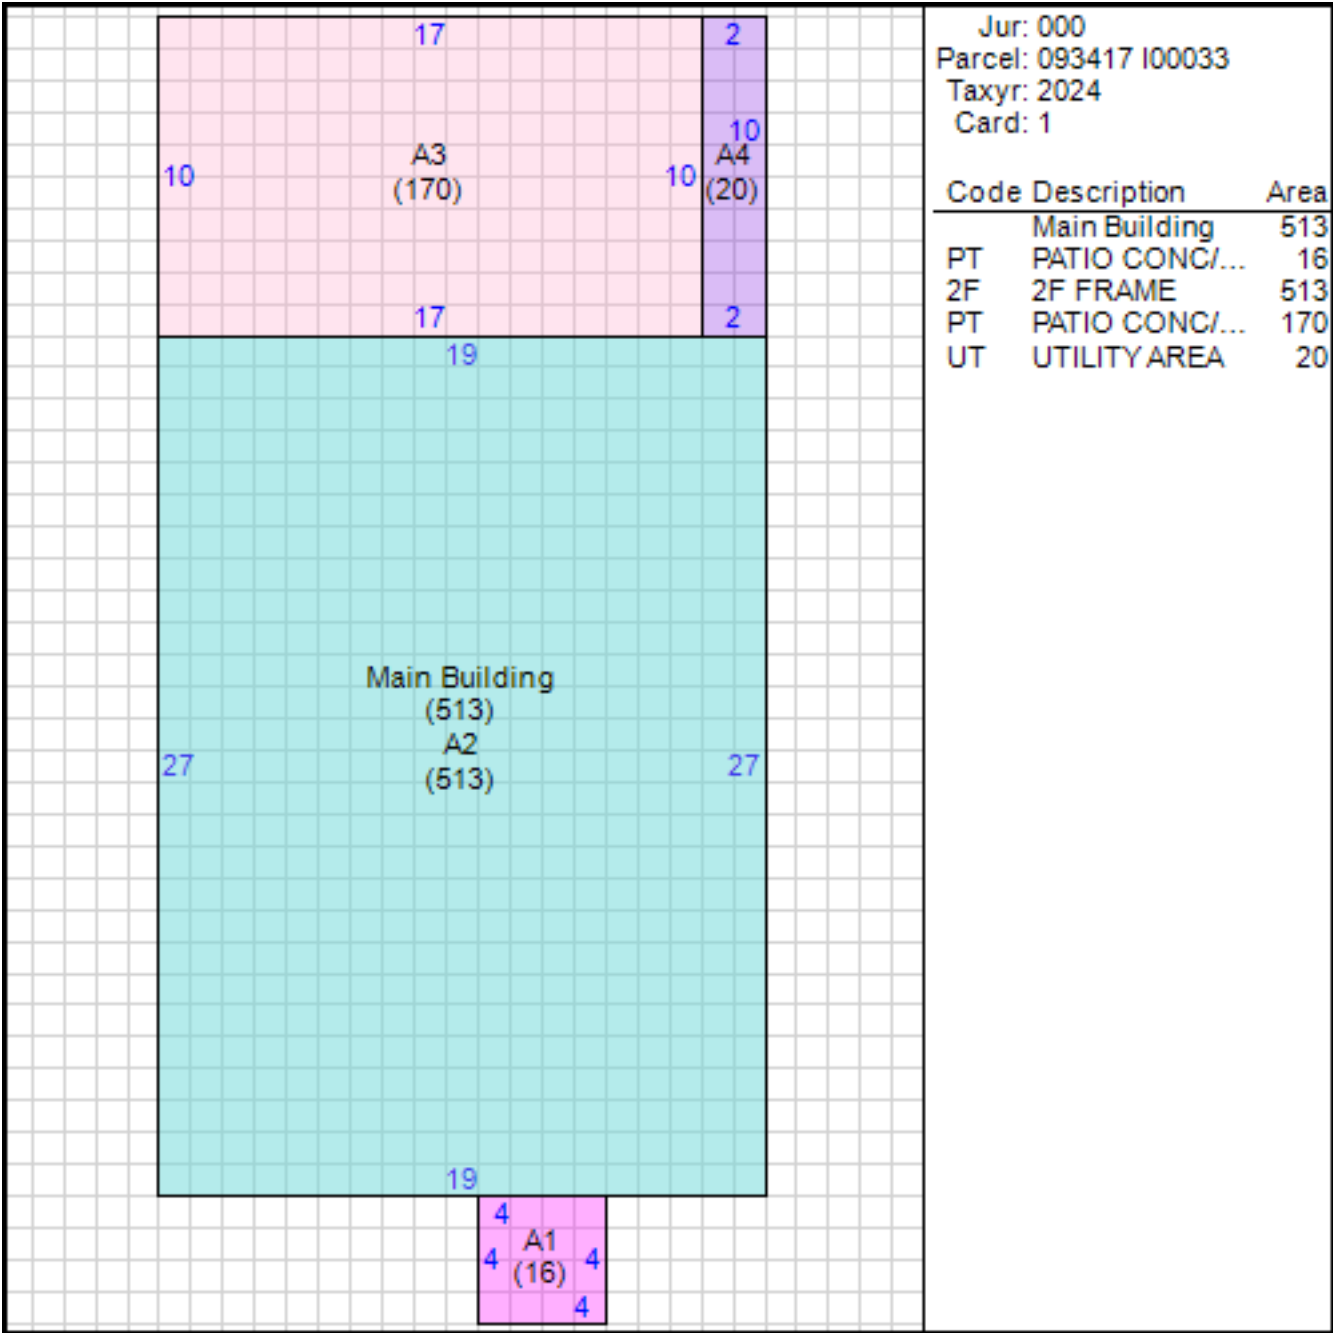 17
2
10
A3
A4
10
10
(170)
(20)
17
2
19
Main Building
(513)
A2
27
27
(513)
19
4
A1
4
4
(16)
4
Jur: 000
Parcel: 093417 I00033
Taxyr: 2024
Card: 1
Code Description Area
Main Building 513
PT PATIO CONC/... 16
2F 2F FRAME 513
PT PATIO CONC/... 170
UT UTILITY AREA 20